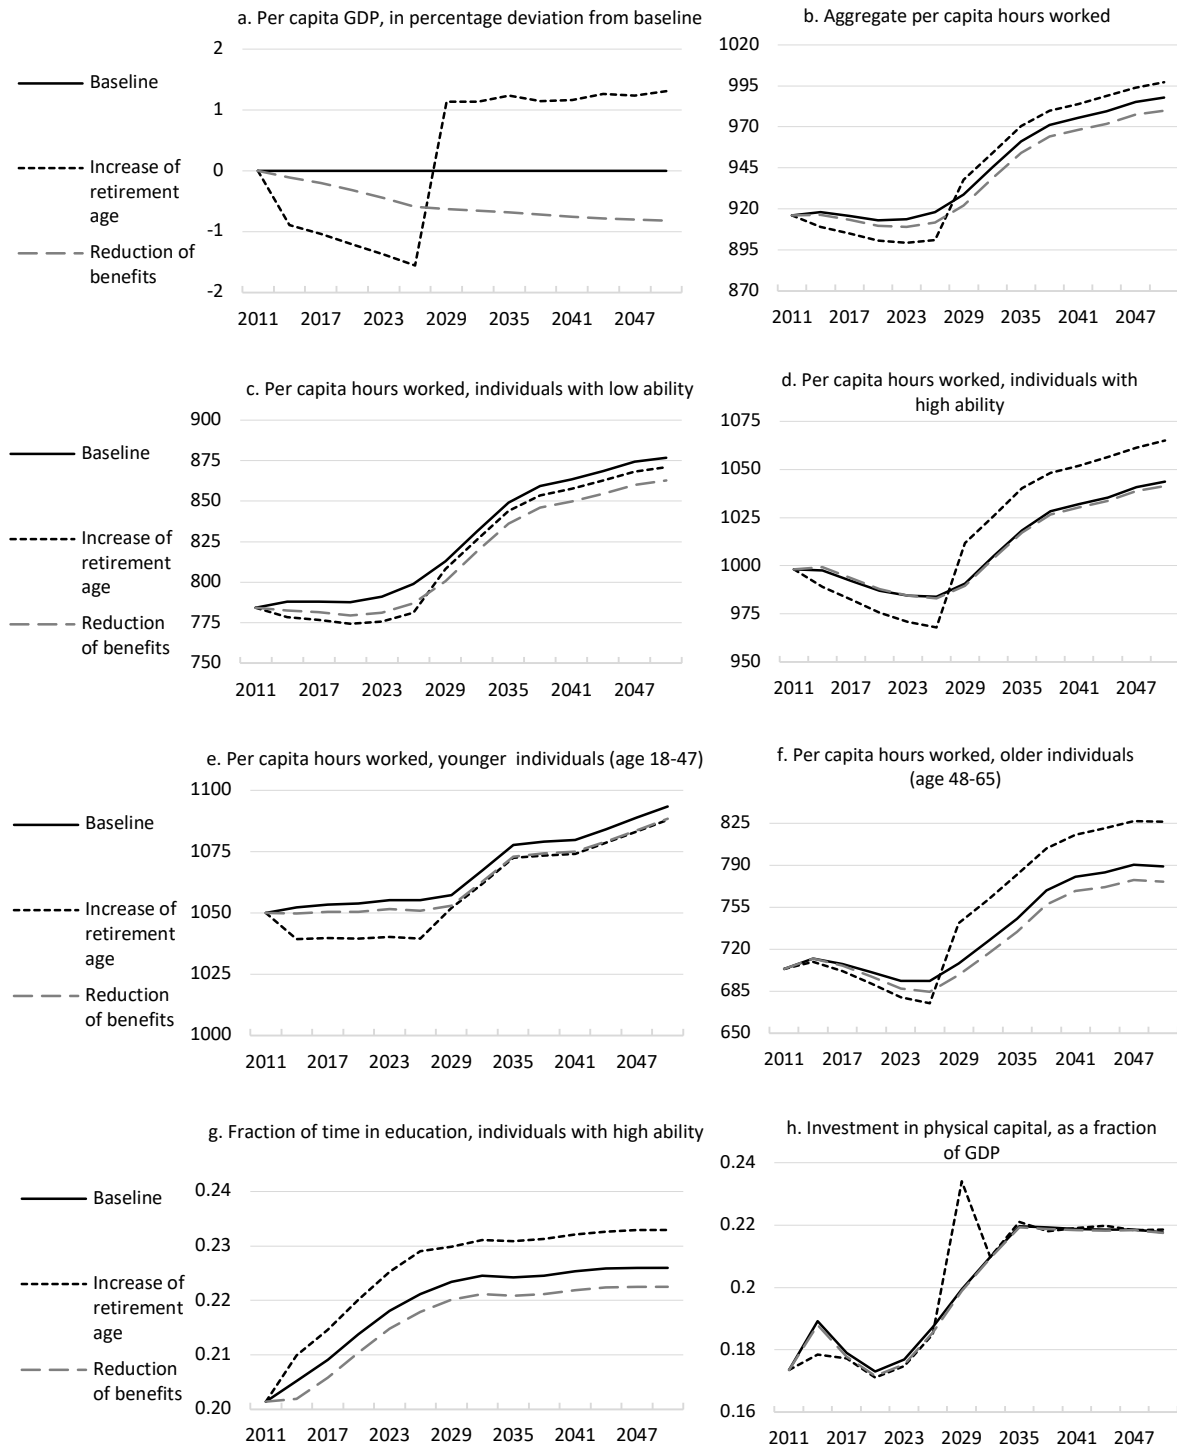 a. Per capita GDP, in percentage deviation from baseline
Baseline
Increase of
retirement
age
Reduction of
benefits
2
1
0
-1
-2
2011 2017 2023 2029 2035 2041 2047
b. Aggregate per capita hours worked
1020
995
970
945
920
895
870
2011 2017 2023 2029 2035 2041 2047
c. Per capita hours worked, individuals with low ability
Baseline
Increase of
retirement
age
Reduction
of benefits
900
875
850
825
800
775
750
2011 2017 2023 2029 2035 2041 2047
d. Per capita hours worked, individuals with
high ability
1075
1050
1025
1000
975
950
2011 2017 2023 2029 2035 2041 2047
e. Per capita hours worked, younger individuals (age 18-47)
Baseline
Increase of
retirement
age
Reduction
of benefits
1100
1075
1050
1025
1000
2011 2017 2023 2029 2035 2041 2047
f. Per capita hours worked, older individuals
(age 48-65)
825
790
755
720
685
650
2011 2017 2023 2029 2035 2041 2047
g. Fraction of time in education, individuals with high ability
Baseline
Increase of
retirement
age
Reduction
of benefits
0.24
0.23
0.22
0.21
0.20
2011 2017 2023 2029 2035 2041 2047
h. Investment in physical capital, as a fraction
of GDP
0.24
0.22
0.2
0.18
0.16
2011 2017 2023 2029 2035 2041 2047